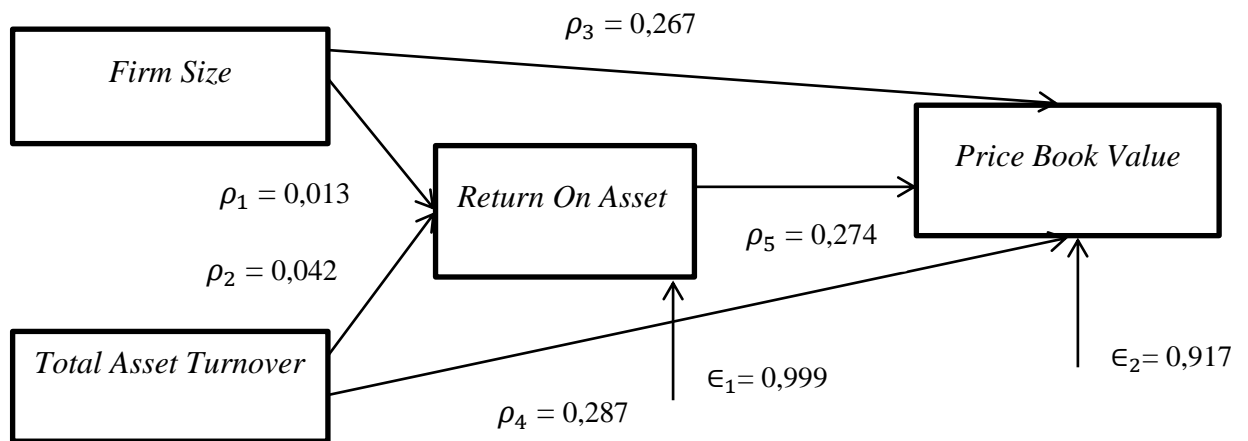 ρ₃ = 0,267
Firm Size
Price Book Value
ρ₁ = 0,013
Return On Asset
ρ₅ = 0,274
ρ₂ = 0,042
Total Asset Turnover
∈₁= 0,999
∈₂= 0,917
ρ₄ = 0,287